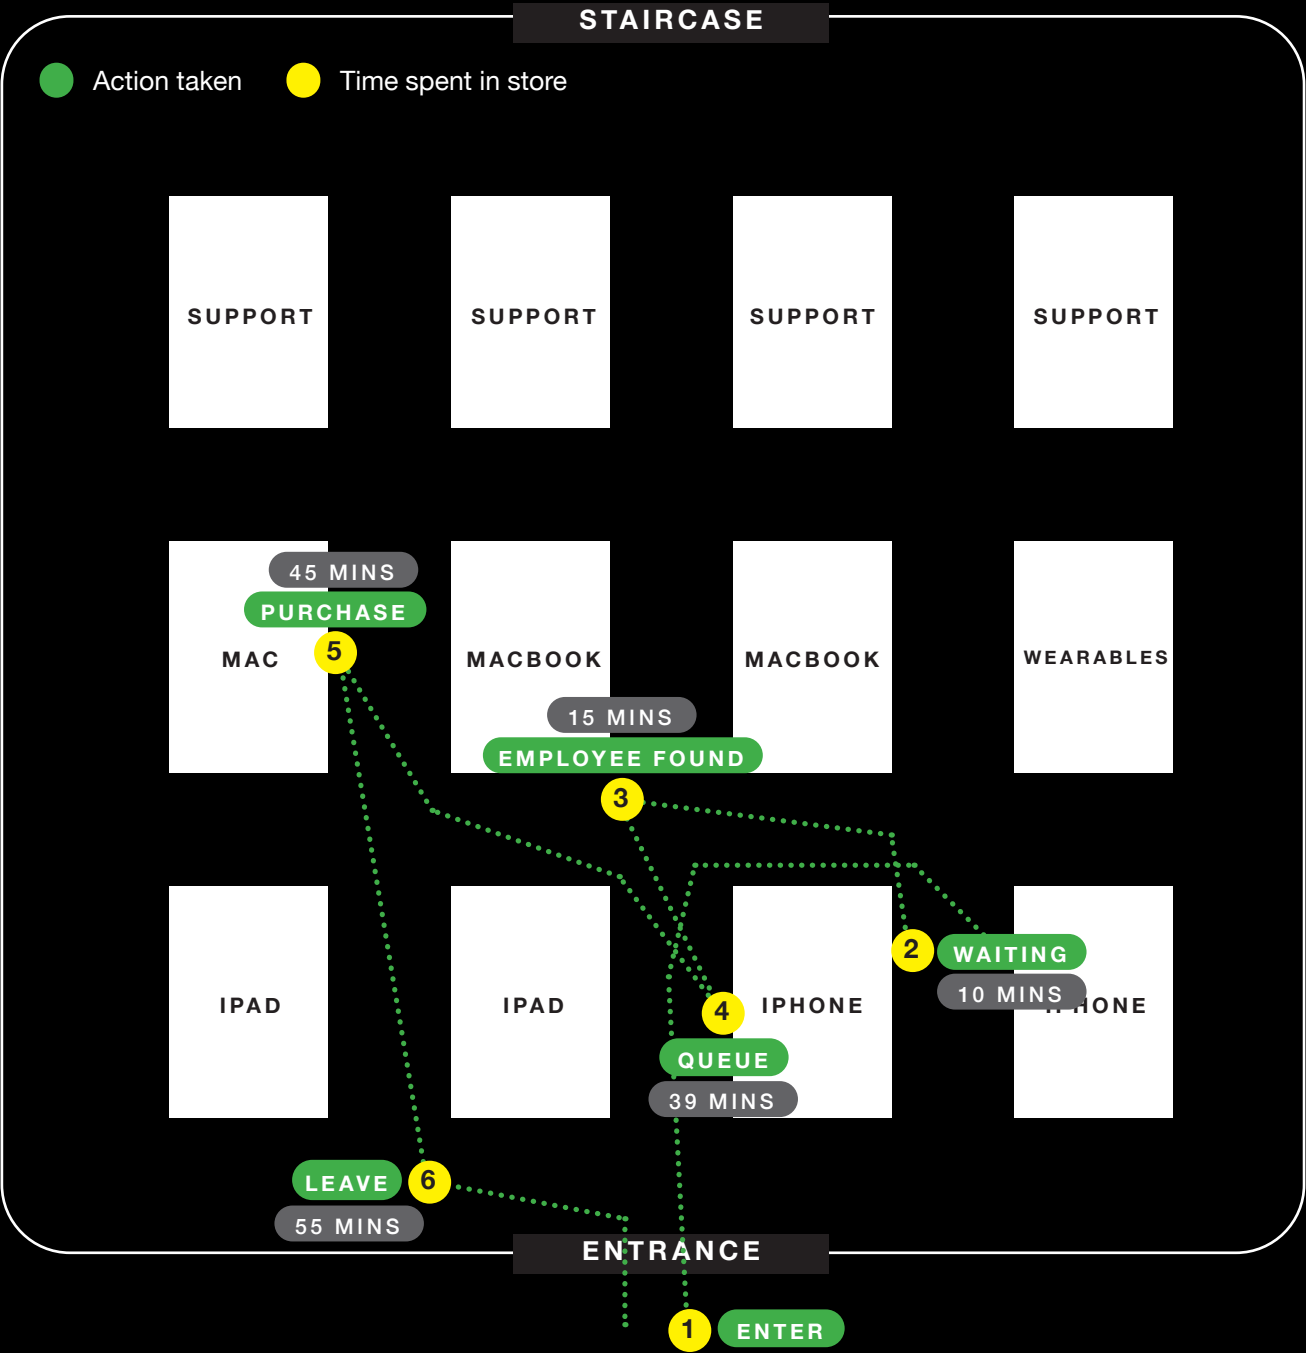 STAIRCASE
Action taken
Time spent in store
SUPPORT
SUPPORT
SUPPORT
SUPPORT
45 MINS
PURCHASE
5
MAC
MACBOOK
MACBOOK
WEARABLES
15 MINS
EMPLOYEE FOUND
3
2
WAITING
10 MINS
IPAD
IPAD
4
IPHONE
IPHONE
QUEUE
39 MINS
LEAVE
6
55 MINS
ENTRANCE
1
ENTER